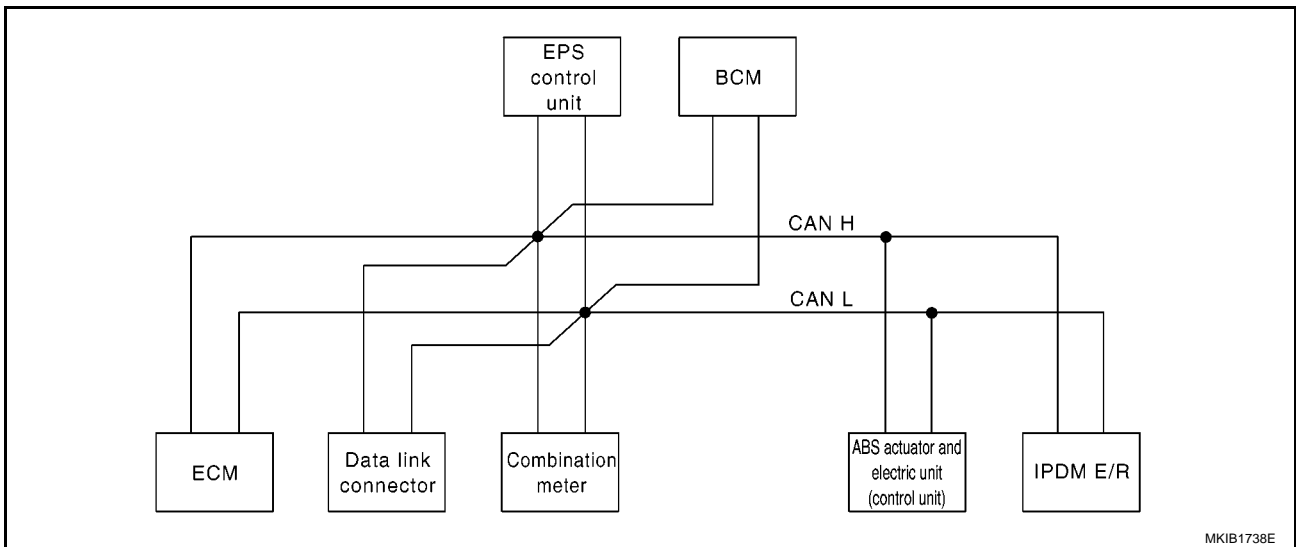 EPS
control
unit
BCM
CAN H
CAN L
ECM
Data link
connector
Combination
meter
ABS actuator and
electric unit
(control unit)
IPDM E/R
MKIB1738E